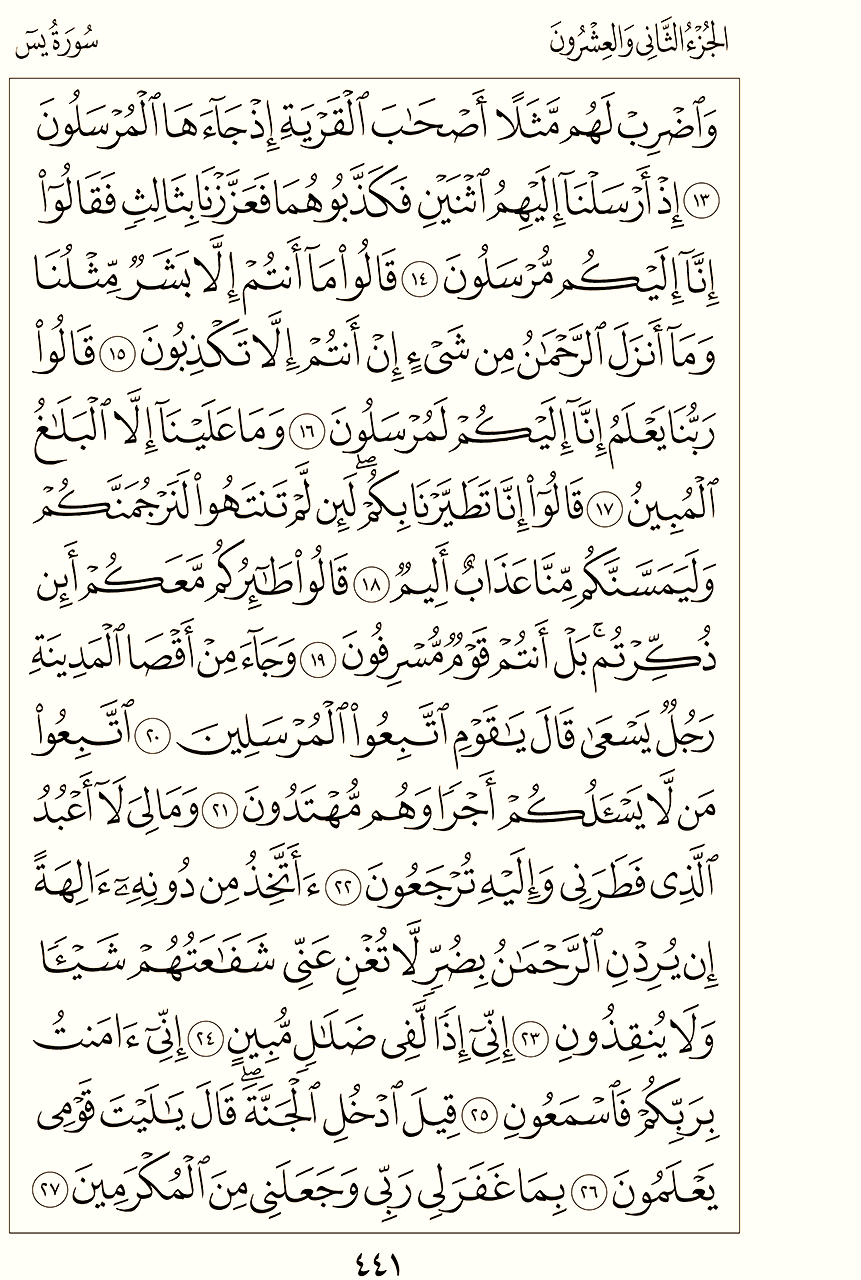 الجُزْءُ الثَّانِي وَالعِشْرُونَ
سُورَةُ يسٓ
وَٱضْرِبْ لَهُم مَّثَلًا أَصْحَٰبَ ٱلْقَرْيَةِ إِذْ جَآءَهَا ٱلْمُرْسَلُونَ
١٣ إِذْ أَرْسَلْنَآ إِلَيْهِمُ ٱثْنَيْنِ فَكَذَّبُوهُمَا فَعَزَّزْنَا بِثَالِثٍ فَقَالُوٓا۟
إِنَّآ إِلَيْكُم مُّرْسَلُونَ ١٤ قَالُوا۟ مَآ أَنتُمْ إِلَّا بَشَرٌ مِّثْلُنَا
وَمَآ أَنزَلَ ٱلرَّحْمَٰنُ مِن شَىْءٍ إِنْ أَنتُمْ إِلَّا تَكْذِبُونَ ١٥ قَالُوا۟
رَبُّنَا يَعْلَمُ إِنَّآ إِلَيْكُمْ لَمُرْسَلُونَ ١٦ وَمَا عَلَيْنَآ إِلَّا ٱلْبَلَٰغُ
ٱلْمُبِينُ ١٧ قَالُوٓا۟ إِنَّا تَطَيَّرْنَا بِكُمْ ۖ لَئِن لَّمْ تَنتَهُوا۟ لَنَرْجُمَنَّكُمْ
وَلَيَمَسَّنَّكُم مِّنَّا عَذَابٌ أَلِيمٌ ١٨ قَالُوا۟ طَٰٓئِرُكُم مَّعَكُمْ أَئِن
ذُكِّرْتُم ۚ بَلْ أَنتُمْ قَوْمٌ مُّسْرِفُونَ ١٩ وَجَآءَ مِنْ أَقْصَا ٱلْمَدِينَةِ
رَجُلٌ يَسْعَىٰ قَالَ يَٰقَوْمِ ٱتَّبِعُوا۟ ٱلْمُرْسَلِينَ ٢٠ ٱتَّبِعُوا۟
مَن لَّا يَسْـَٔلُكُمْ أَجْرًا وَهُم مُّهْتَدُونَ ٢١ وَمَالِىَ لَآ أَعْبُدُ
ٱلَّذِى فَطَرَنِى وَإِلَيْهِ تُرْجَعُونَ ٢٢ ءَأَتَّخِذُ مِن دُونِهِۦٓ ءَالِهَةً
إِن يُرِدْنِ ٱلرَّحْمَٰنُ بِضُرٍّ لَّا تُغْنِ عَنِّى شَفَٰعَتُهُمْ شَيْـًٔا
وَلَا يُنقِذُونِ ٢٣ إِنِّىٓ إِذًا لَّفِى ضَلَٰلٍ مُّبِينٍ ٢٤ إِنِّىٓ ءَامَنتُ
بِرَبِّكُمْ فَٱسْمَعُونِ ٢٥ قِيلَ ٱدْخُلِ ٱلْجَنَّةَ ۖ قَالَ يَٰلَيْتَ قَوْمِى
يَعْلَمُونَ ٢٦ بِمَا غَفَرَ لِى رَبِّى وَجَعَلَنِى مِنَ ٱلْمُكْرَمِينَ ٢٧
٤٤١